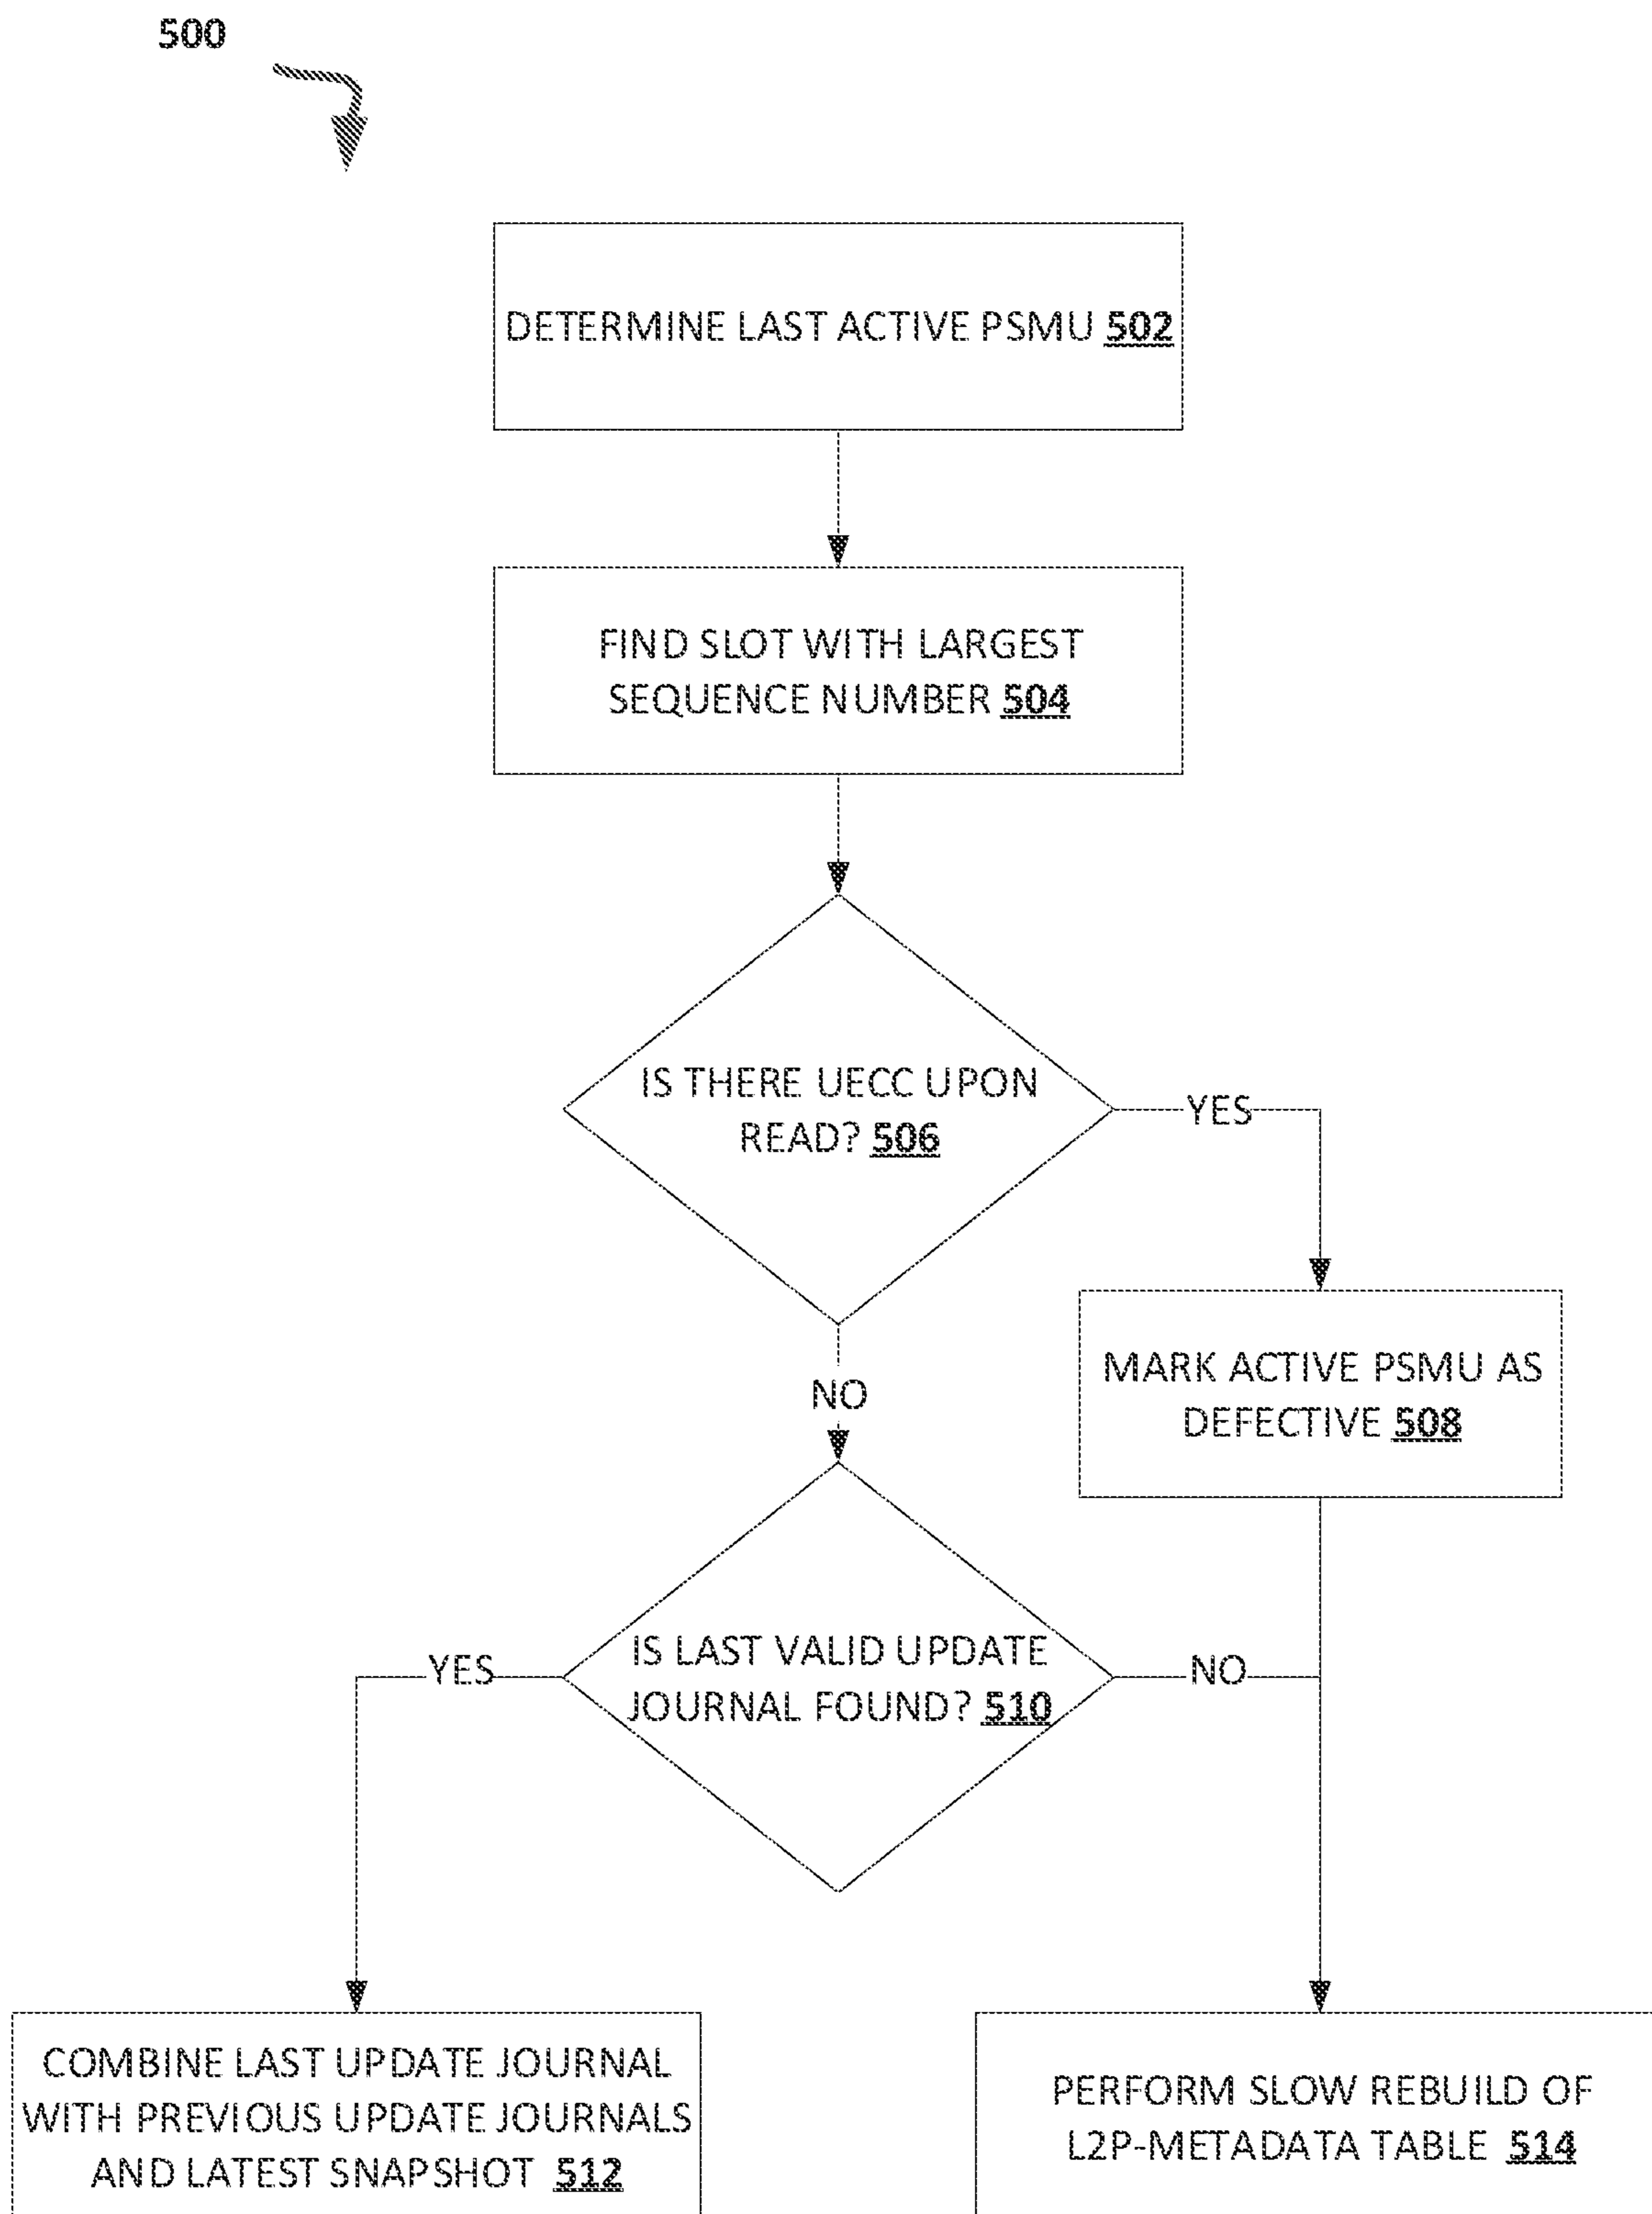 500
DETERMINE LAST ACTIVE PSMU 502
FIND SLOT WITH LARGEST
SEQUENCE NUMBER 504
IS THERE UECC UPON
READ? 506
YES
NO
MARK ACTIVE PSMU AS
DEFECTIVE 508
IS LAST VALID UPDATE
JOURNAL FOUND? 510
YES
NO
COMBINE LAST UPDATE JOURNAL
WITH PREVIOUS UPDATE JOURNALS
AND LATEST SNAPSHOT 512
PERFORM SLOW REBUILD OF
L2P-METADATA TABLE 514